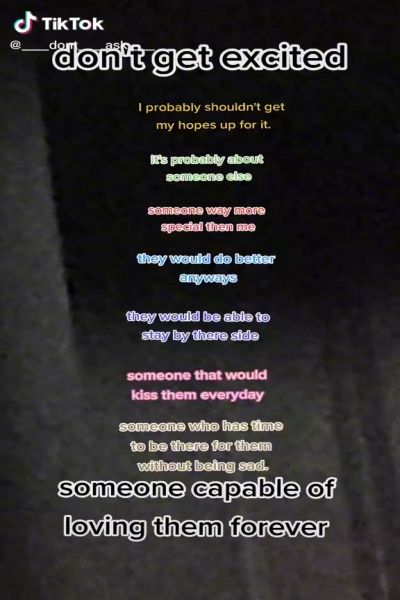 TikTok
don't get excited
I probably shouldn't get
my hopes up for it.
It's probably about
someone else
someone way more
special then me
they would do better
anyways
they would be able to
stay by there side
someone that would
kiss them everyday
someone who has time
to be there for them
without being sad.
someone capable of
loving them forever